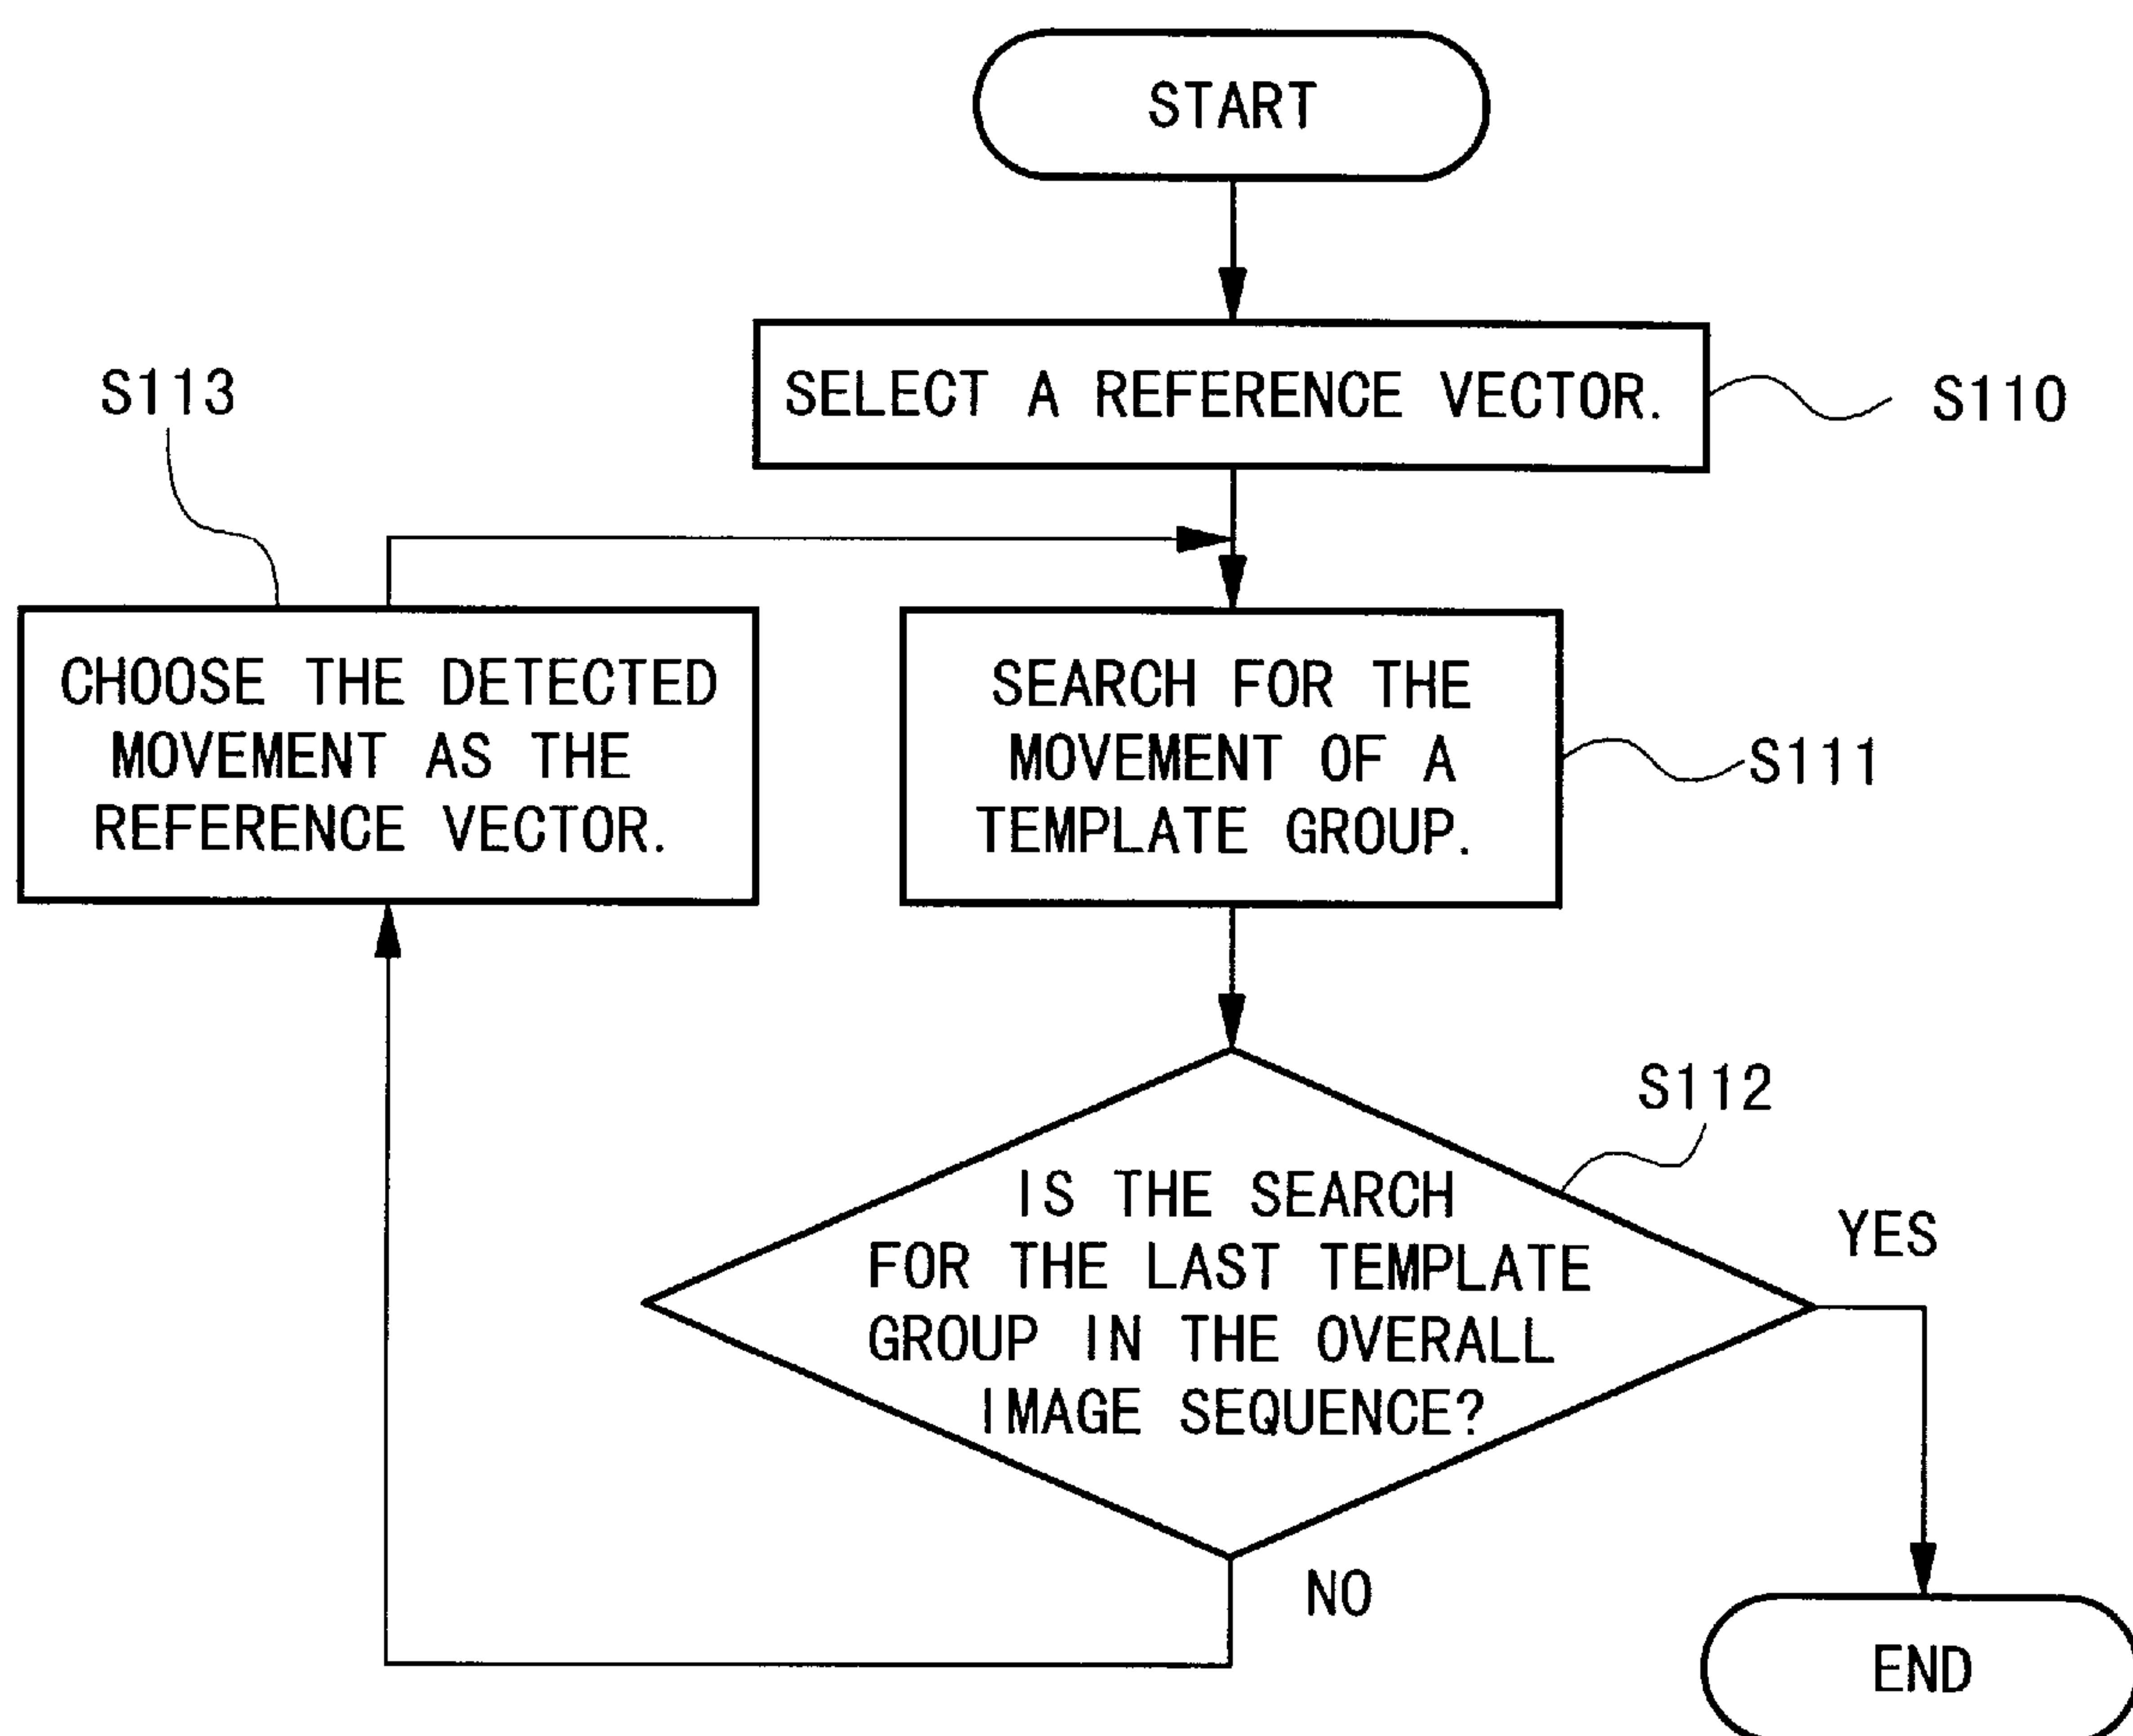 START
SELECT A REFERENCE VECTOR.
S110
S113
CHOOSE THE DETECTED
MOVEMENT AS THE
REFERENCE VECTOR.
SEARCH FOR THE
MOVEMENT OF A
TEMPLATE GROUP.
S111
S112
IS THE SEARCH
FOR THE LAST TEMPLATE
GROUP IN THE OVERALL
IMAGE SEQUENCE?
YES
NO
END